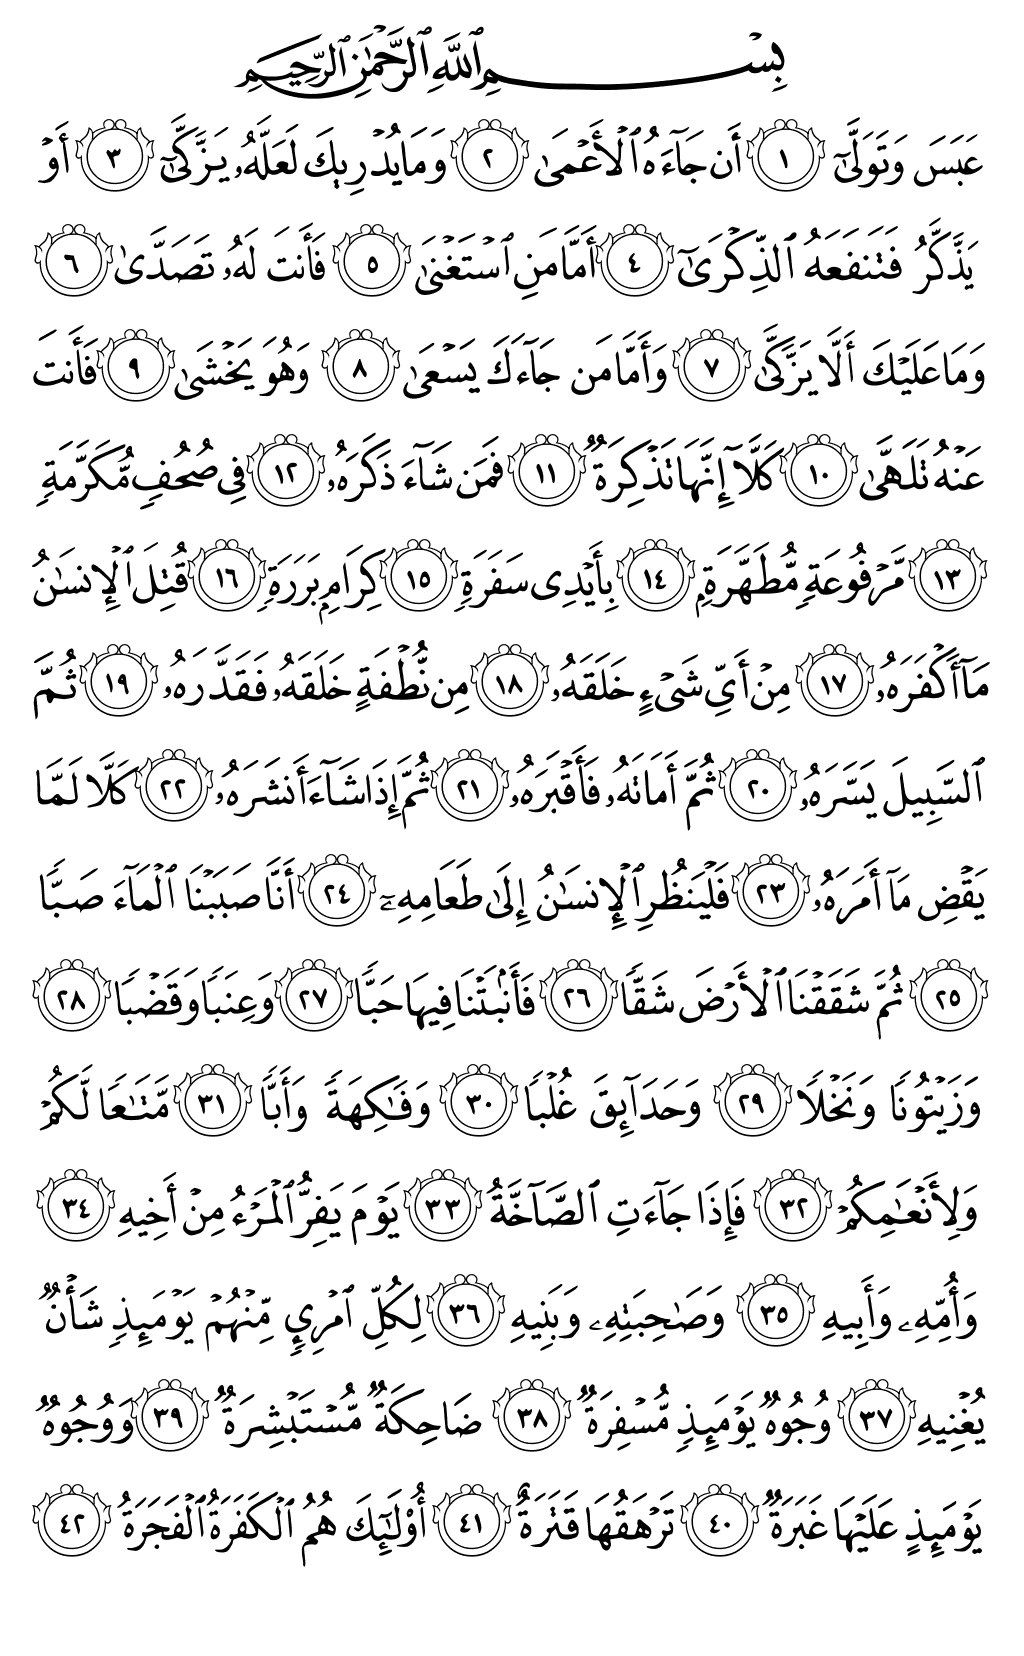 بِسْمِ ٱللَّهِ ٱلرَّحْمَٰنِ ٱلرَّحِيمِ
عَبَسَ وَتَوَلَّىٰٓ ١ أَن جَآءَهُ ٱلْأَعْمَىٰ ٢ وَمَا يُدْرِيكَ لَعَلَّهُۥ يَزَّكَّىٰٓ ٣ أَوْ
يَذَّكَّرُ فَتَنفَعَهُ ٱلذِّكْرَىٰٓ ٤ أَمَّا مَنِ ٱسْتَغْنَىٰ ٥ فَأَنتَ لَهُۥ تَصَدَّىٰ ٦
وَمَا عَلَيْكَ أَلَّا يَزَّكَّىٰ ٧ وَأَمَّا مَن جَآءَكَ يَسْعَىٰ ٨ وَهُوَ يَخْشَىٰ ٩ فَأَنتَ
عَنْهُ تَلَهَّىٰ ١٠ كَلَّآ إِنَّهَا تَذْكِرَةٌ ١١ فَمَن شَآءَ ذَكَرَهُۥ ١٢ فِى صُحُفٍ مُّكَرَّمَةٍ
١٣ مَّرْفُوعَةٍ مُّطَهَّرَةٍۭ ١٤ بِأَيْدِى سَفَرَةٍ ١٥ كِرَامٍۭ بَرَرَةٍ ١٦ قُتِلَ ٱلْإِنسَٰنُ
مَآ أَكْفَرَهُۥ ١٧ مِنْ أَىِّ شَىْءٍ خَلَقَهُۥ ١٨ مِن نُّطْفَةٍ خَلَقَهُۥ فَقَدَّرَهُۥ ١٩ ثُمَّ
ٱلسَّبِيلَ يَسَّرَهُۥ ٢٠ ثُمَّ أَمَاتَهُۥ فَأَقْبَرَهُۥ ٢١ ثُمَّ إِذَا شَآءَ أَنشَرَهُۥ ٢٢ كَلَّا لَمَّا
يَقْضِ مَآ أَمَرَهُۥ ٢٣ فَلْيَنظُرِ ٱلْإِنسَٰنُ إِلَىٰ طَعَامِهِۦٓ ٢٤ أَنَّا صَبَبْنَا ٱلْمَآءَ صَبًّا
٢٥ ثُمَّ شَقَقْنَا ٱلْأَرْضَ شَقًّا ٢٦ فَأَنۢبَتْنَا فِيهَا حَبًّا ٢٧ وَعِنَبًا وَقَضْبًا ٢٨
وَزَيْتُونًا وَنَخْلًا ٢٩ وَحَدَآئِقَ غُلْبًا ٣٠ وَفَٰكِهَةً وَأَبًّا ٣١ مَّتَٰعًا لَّكُمْ
وَلِأَنْعَٰمِكُمْ ٣٢ فَإِذَا جَآءَتِ ٱلصَّآخَّةُ ٣٣ يَوْمَ يَفِرُّ ٱلْمَرْءُ مِنْ أَخِيهِ ٣٤
وَأُمِّهِۦ وَأَبِيهِ ٣٥ وَصَٰحِبَتِهِۦ وَبَنِيهِ ٣٦ لِكُلِّ ٱمْرِئٍ مِّنْهُمْ يَوْمَئِذٍ شَأْنٌ
يُغْنِيهِ ٣٧ وُجُوهٌ يَوْمَئِذٍ مُّسْفِرَةٌ ٣٨ ضَاحِكَةٌ مُّسْتَبْشِرَةٌ ٣٩ وَوُجُوهٌ
يَوْمَئِذٍ عَلَيْهَا غَبَرَةٌ ٤٠ تَرْهَقُهَا قَتَرَةٌ ٤١ أُو۟لَٰٓئِكَ هُمُ ٱلْكَفَرَةُ ٱلْفَجَرَةُ ٤٢